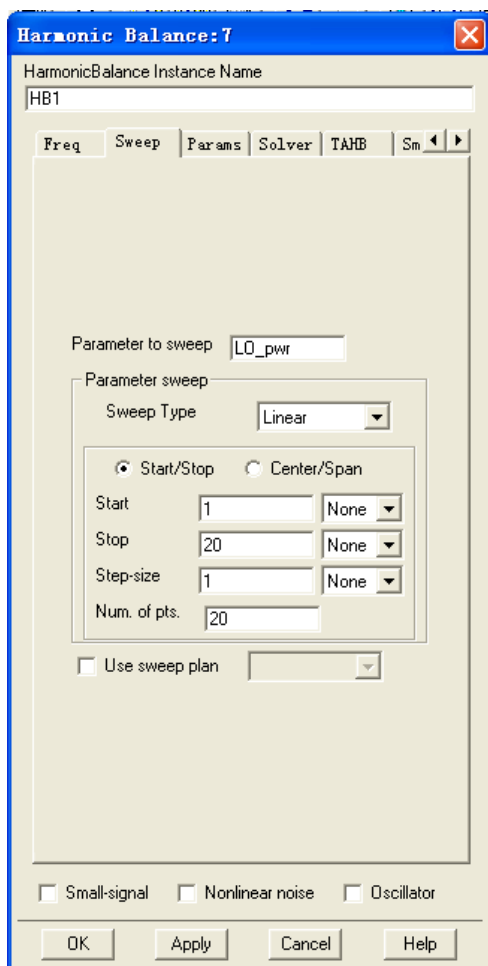 Harmonic Balance:7
HarmonicBalance Instance Name
HB1
Freq Sweep Params Solver TAHB Sm
Parameter to sweep LO_pwr
Parameter sweep
Sweep Type Linear
Start/Stop Center/Span
Start 1 None
Stop 20 None
Step-size 1 None
Num. of pts. 20
Use sweep plan
Small-signal Nonlinear noise Oscillator
OK Apply Cancel Help